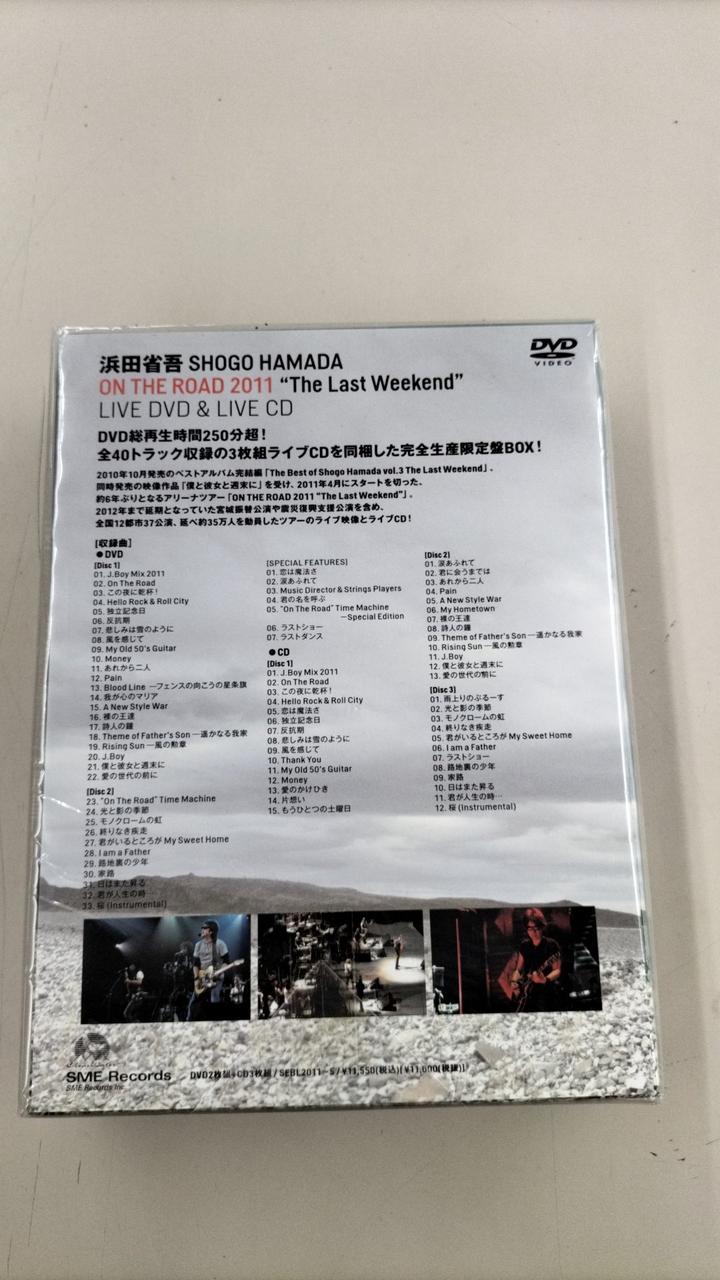 浜田省吾 SHOGO HAMADA
ON THE ROAD 2011 “The Last Weekend”
LIVE DVD & LIVE CD
DVD VIDEO
DVD総再生時間250分超！
全40トラック収録の3枚組ライブCDを同梱した完全生産限定盤BOX！
2010年10月発売のベストアルバム完結編「The Best of Shogo Hamada vol.3 The Last Weekend」。
同時発売の映像作品「僕と彼女と週末に」を受け、2011年4月にスタートを切った、
約6年ぶりとなるアリーナツアー「ON THE ROAD 2011 "The Last Weekend"」。
2012年まで延期となっていた宮城振替公演や震災復興支援公演を含め、
全国12都市37公演、延べ約35万人を動員したツアーのライブ映像とライブCD！
[収録曲]
●DVD
[Disc 1]
01. J.Boy Mix 2011
02. On The Road
03. この夜に乾杯！
04. Hello Rock & Roll City
05. 独立記念日
06. 反抗期
07. 悲しみは雪のように
08. 風を感じて
09. My Old 50's Guitar
10. Money
11. あれから二人
12. Pain
13. Blood Line ―フェンスの向こうの星条旗
14. 我が心のマリア
15. A New Style War
16. 裸の王達
17. 詩人の鐘
18. Theme of Father's Son ―遥かなる我家
19. Rising Sun ―風の勲章
20. J.Boy
21. 僕と彼女と週末に
22. 愛の世代の前に
[Disc 2]
23. "On The Road" Time Machine
24. 光と影の季節
25. モノクロームの虹
26. 終りなき疾走
27. 君がいるところが My Sweet Home
28. I am a Father
29. 路地裏の少年
30. 家路
31. 日はまた昇る
32. 君が人生の時…
33. 桜 (Instrumental)
[SPECIAL FEATURES]
01. 恋は魔法さ
02. 涙あふれて
03. Music Director & Strings Players
04. 君の名を呼ぶ
05. "On The Road" Time Machine
―Special Edition
06. ラストショー
07. ラストダンス
●CD
[Disc 1]
01. J.Boy Mix 2011
02. On The Road
03. この夜に乾杯！
04. Hello Rock & Roll City
05. 恋は魔法さ
06. 独立記念日
07. 反抗期
08. 悲しみは雪のように
09. 風を感じて
10. Thank You
11. My Old 50's Guitar
12. Money
13. 愛のかけひき
14. 片想い
15. もうひとつの土曜日
[Disc 2]
01. 涙あふれて
02. 君に会うまでは
03. あれから二人
04. Pain
05. A New Style War
06. My Hometown
07. 裸の王達
08. 詩人の鐘
09. Theme of Father's Son ―遥かなる我家
10. Rising Sun ―風の勲章
11. J.Boy
12. 僕と彼女と週末に
13. 愛の世代の前に
[Disc 3]
01. 雨上りのぶるーす
02. 光と影の季節
03. モノクロームの虹
04. 終りなき疾走
05. 君がいるところが My Sweet Home
06. I am a Father
07. ラストショー
08. 路地裏の少年
09. 家路
10. 日はまた昇る
11. 君が人生の時…
12. 桜 (Instrumental)
SME Records
SME Records Inc.
DVD2枚組+CD3枚組 / SEBL2011～5 / ¥11,550(税込)[¥11,000(税抜)]